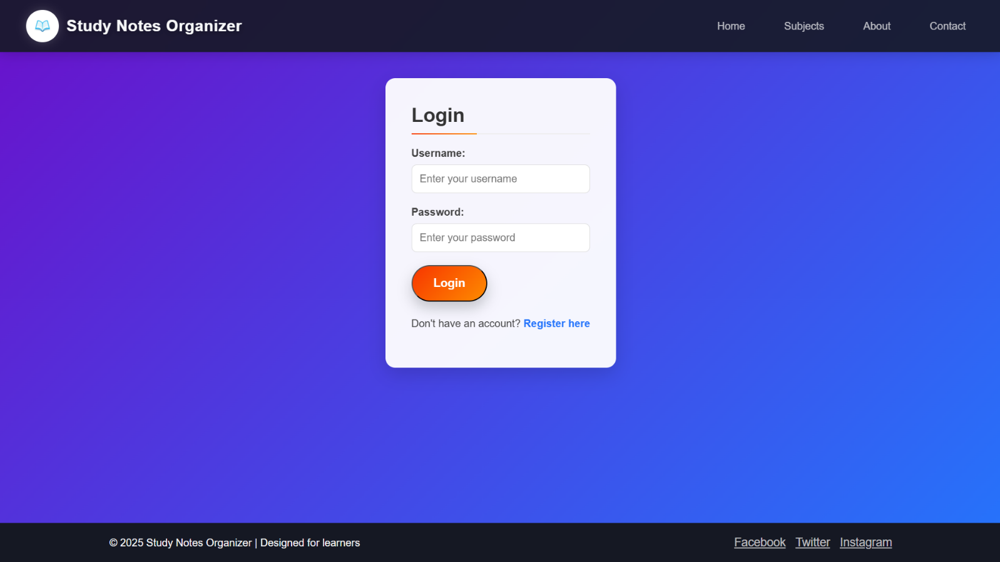 Study Notes Organizer
Home Subjects About Contact
Login
Username:
Enter your username
Password:
Enter your password
Login
Don't have an account? Register here
© 2025 Study Notes Organizer | Designed for learners
Facebook Twitter Instagram